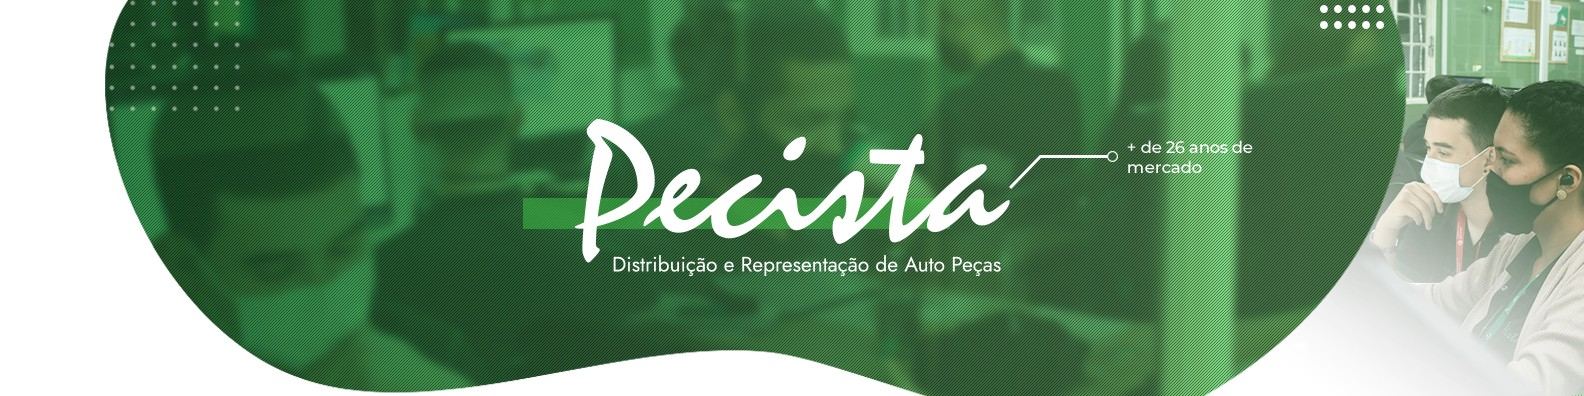 Pecista
Distribuição e Representação de Auto Peças
+ de 26 anos de
mercado